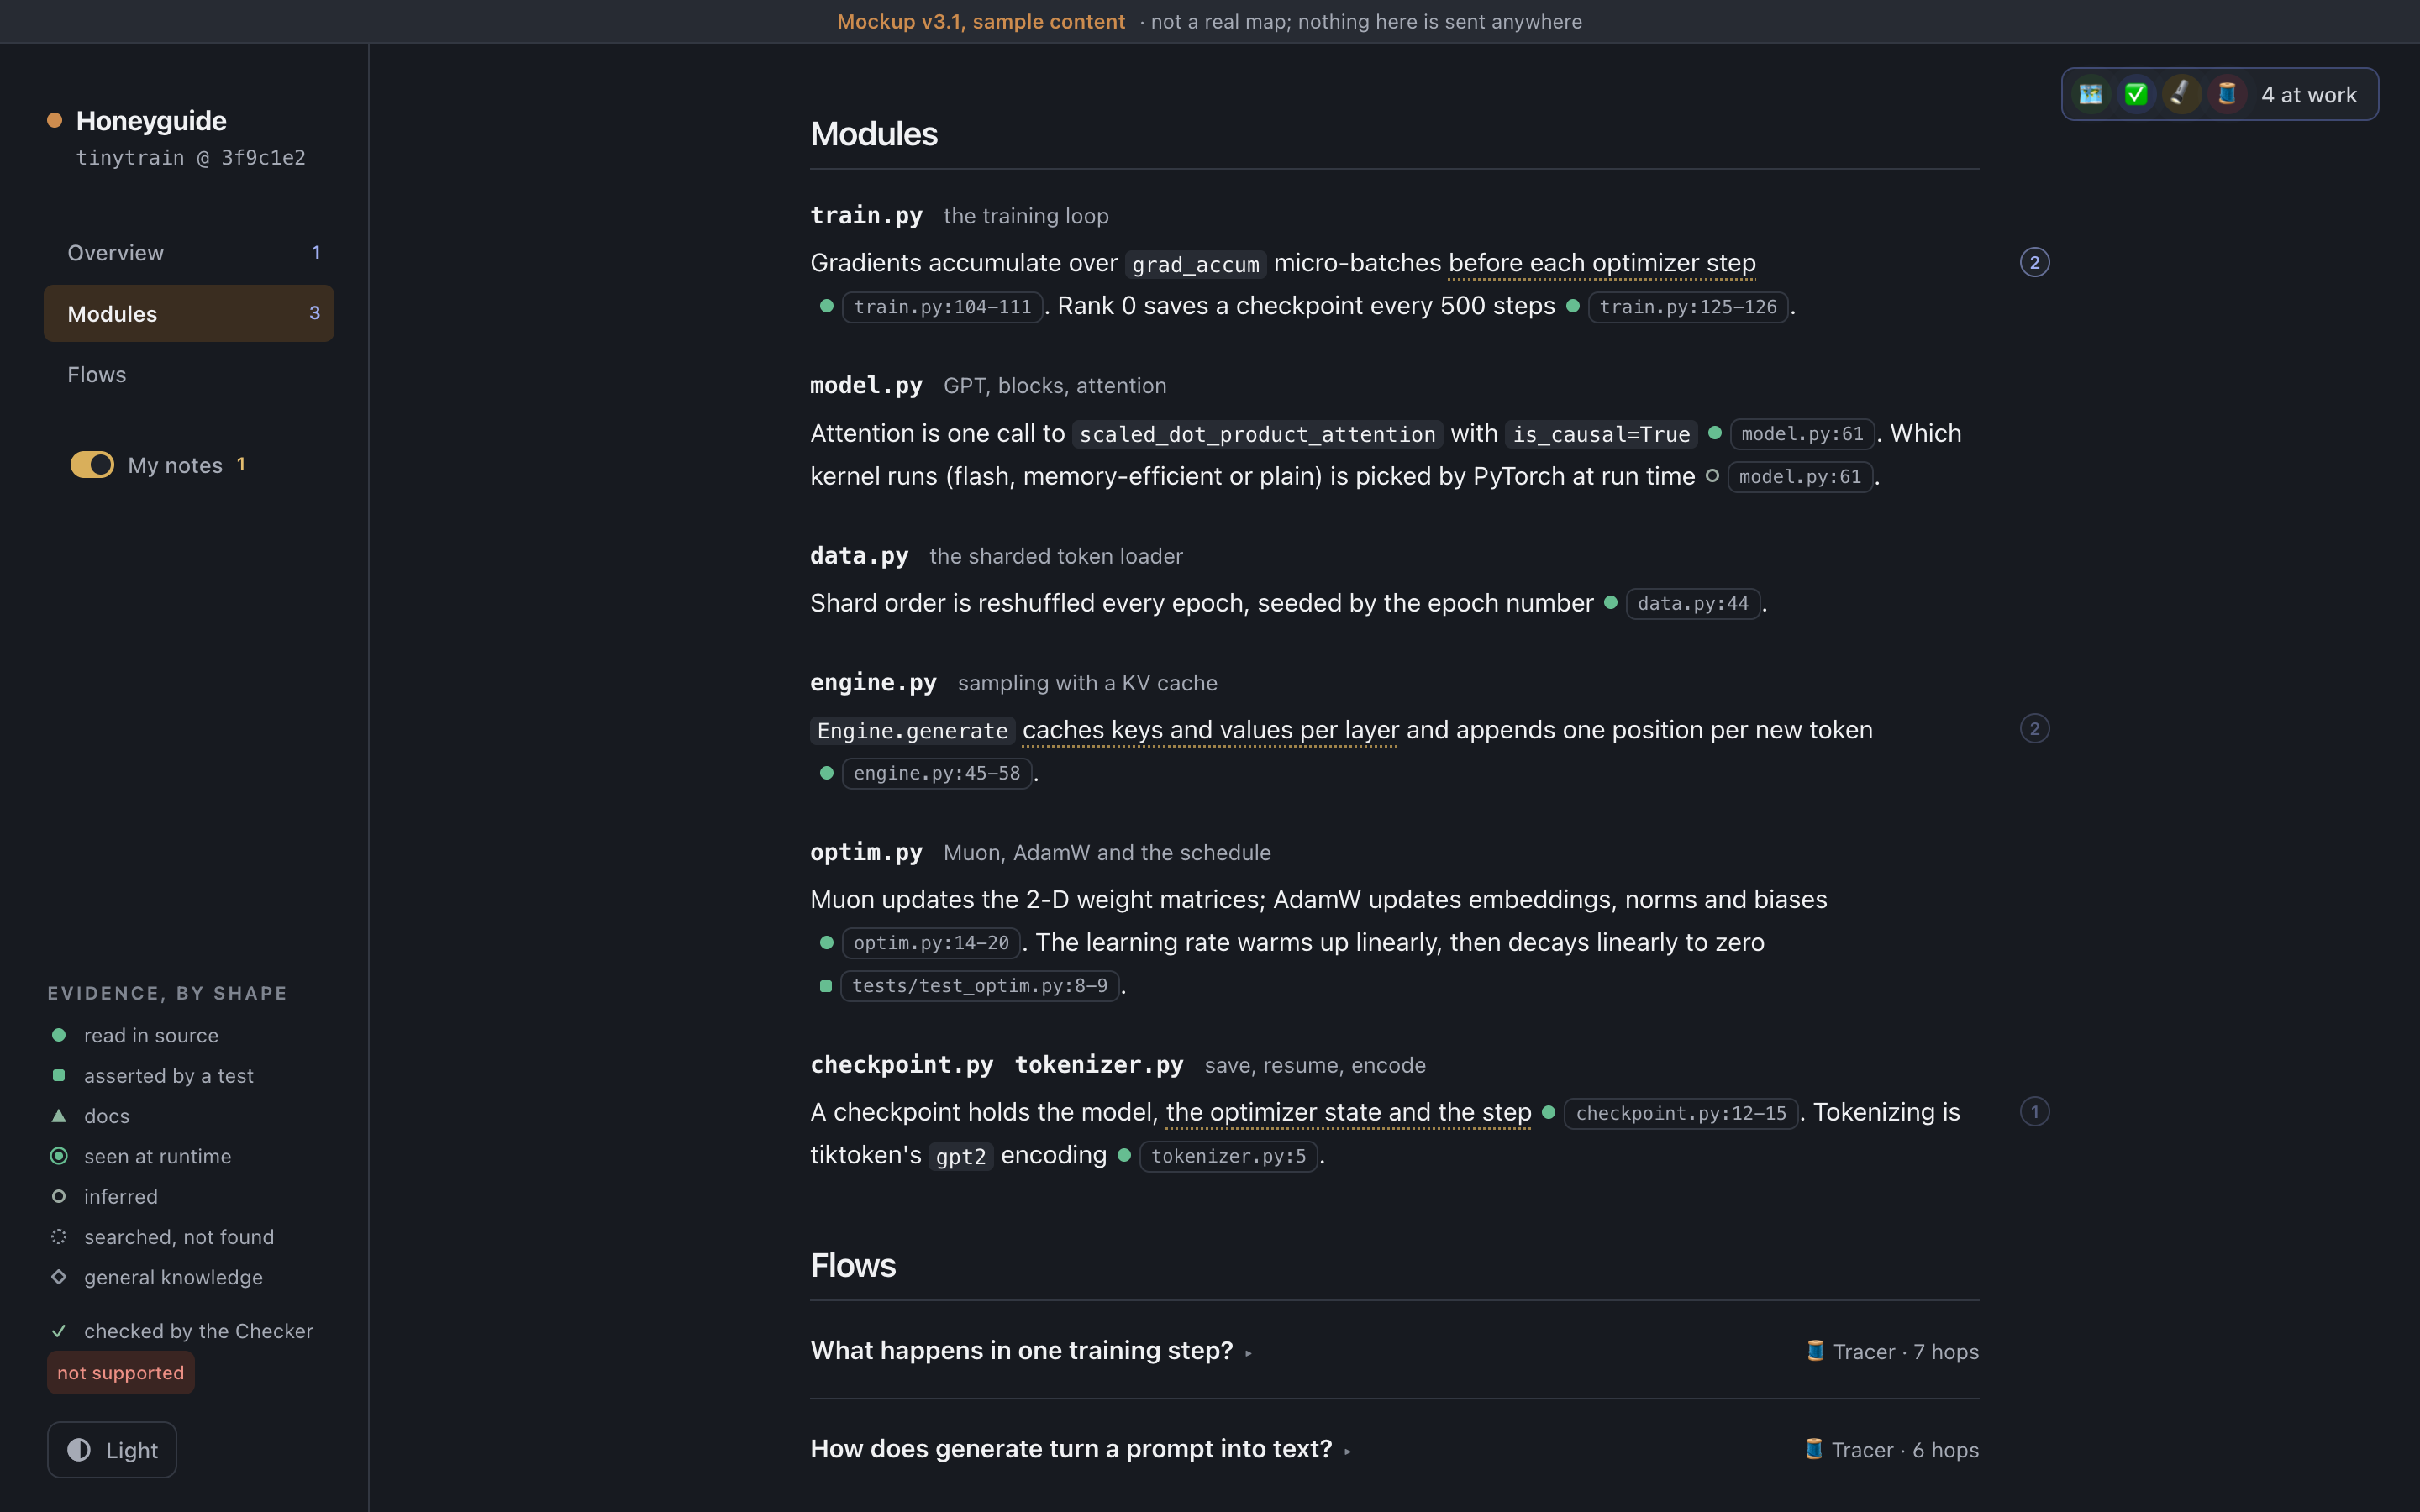 Mockup v3.1, sample content · not a real map; nothing here is sent anywhere
Honeyguide
tinytrain @ 3f9c1e2
Overview 1
Modules 3
Flows
My notes 1
EVIDENCE, BY SHAPE
read in source
asserted by a test
docs
seen at runtime
inferred
searched, not found
general knowledge
checked by the Checker
not supported
Light
4 at work
Modules
train.py the training loop
Gradients accumulate over grad_accum micro-batches before each optimizer step 2
train.py:104–111. Rank 0 saves a checkpoint every 500 steps train.py:125–126.
model.py GPT, blocks, attention
Attention is one call to scaled_dot_product_attention with is_causal=True model.py:61. Which
kernel runs (flash, memory-efficient or plain) is picked by PyTorch at run time model.py:61.
data.py the sharded token loader
Shard order is reshuffled every epoch, seeded by the epoch number data.py:44.
engine.py sampling with a KV cache
Engine.generate caches keys and values per layer and appends one position per new token 2
engine.py:45–58.
optim.py Muon, AdamW and the schedule
Muon updates the 2-D weight matrices; AdamW updates embeddings, norms and biases
optim.py:14–20. The learning rate warms up linearly, then decays linearly to zero
tests/test_optim.py:8–9.
checkpoint.py tokenizer.py save, resume, encode
A checkpoint holds the model, the optimizer state and the step checkpoint.py:12–15. Tokenizing is 1
tiktoken's gpt2 encoding tokenizer.py:5.
Flows
What happens in one training step? ▸ Tracer · 7 hops
How does generate turn a prompt into text? ▸ Tracer · 6 hops